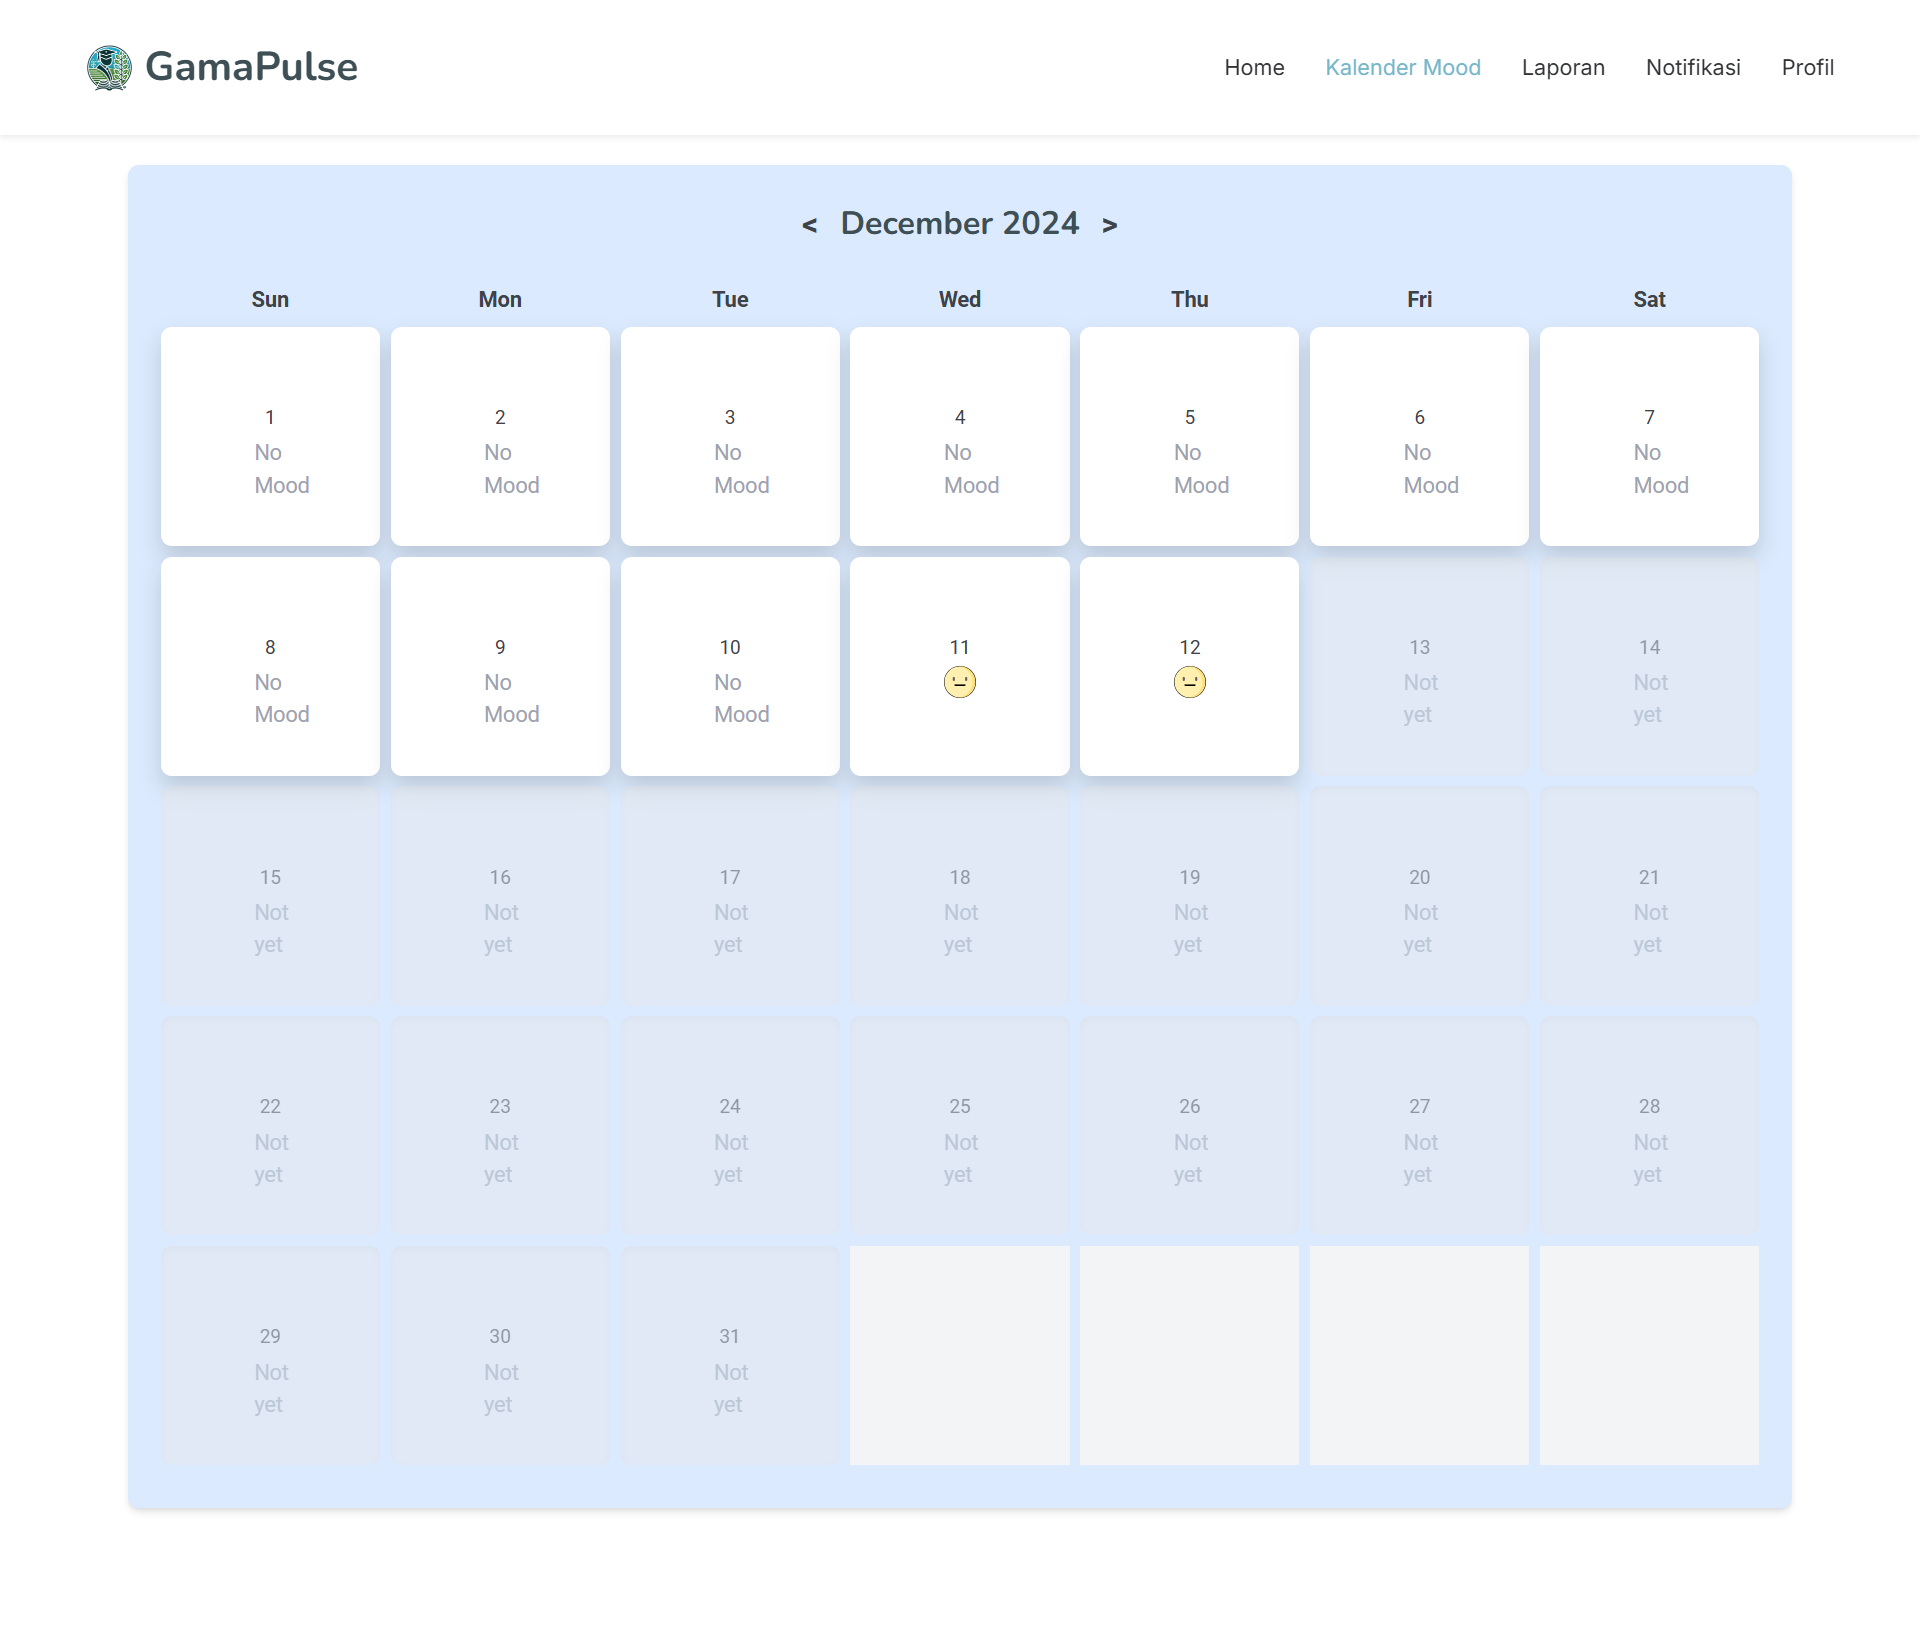 GamaPulse
Home Kalender Mood Laporan Notifikasi Profil
< December 2024 >
Sun Mon Tue Wed Thu Fri Sat
1 2 3 4 5 6 7
No No No No No No No
Mood Mood Mood Mood Mood Mood Mood
8 9 10 11 12 13 14
No No No Not Not
Mood Mood Mood yet yet
15 16 17 18 19 20 21
Not Not Not Not Not Not Not
yet yet yet yet yet yet yet
22 23 24 25 26 27 28
Not Not Not Not Not Not Not
yet yet yet yet yet yet yet
29 30 31
Not Not Not
yet yet yet